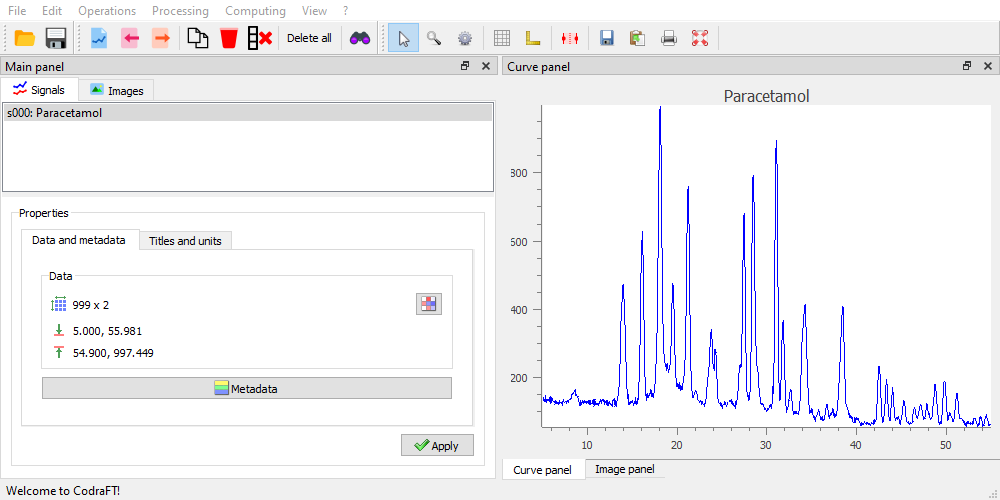 File Edit Operations Processing Computing View ?
Delete all
Main panel
Curve panel
Signals Images
s000: Paracetamol
Properties
Data and metadata Titles and units
Data
999 x 2
5.000, 55.981
54.900, 997.449
Metadata
Apply
Paracetamol
800
600
400
200
10 20 30 40 50
Curve panel Image panel
Welcome to CodraFT!